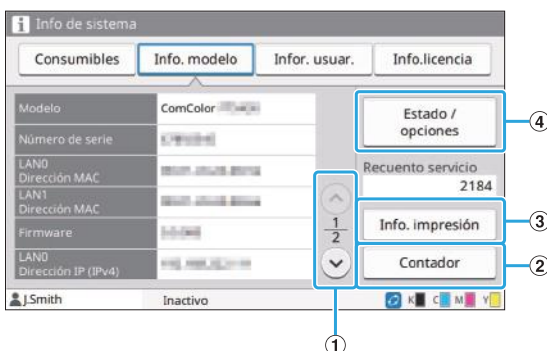 i Info de sistema
Consumibles Info. modelo Infor. usuar. Info.licencia
Modelo ComColor
Estado /
opciones
④
Número de serie
LAN0
Dirección MAC
Recuento servicio
2184
LAN1
Dirección MAC
1
2
Info. impresión ③
Firmware
LAN0
Dirección IP (IPv4)
Contador ②
J.Smith Inactivo K C M Y
①